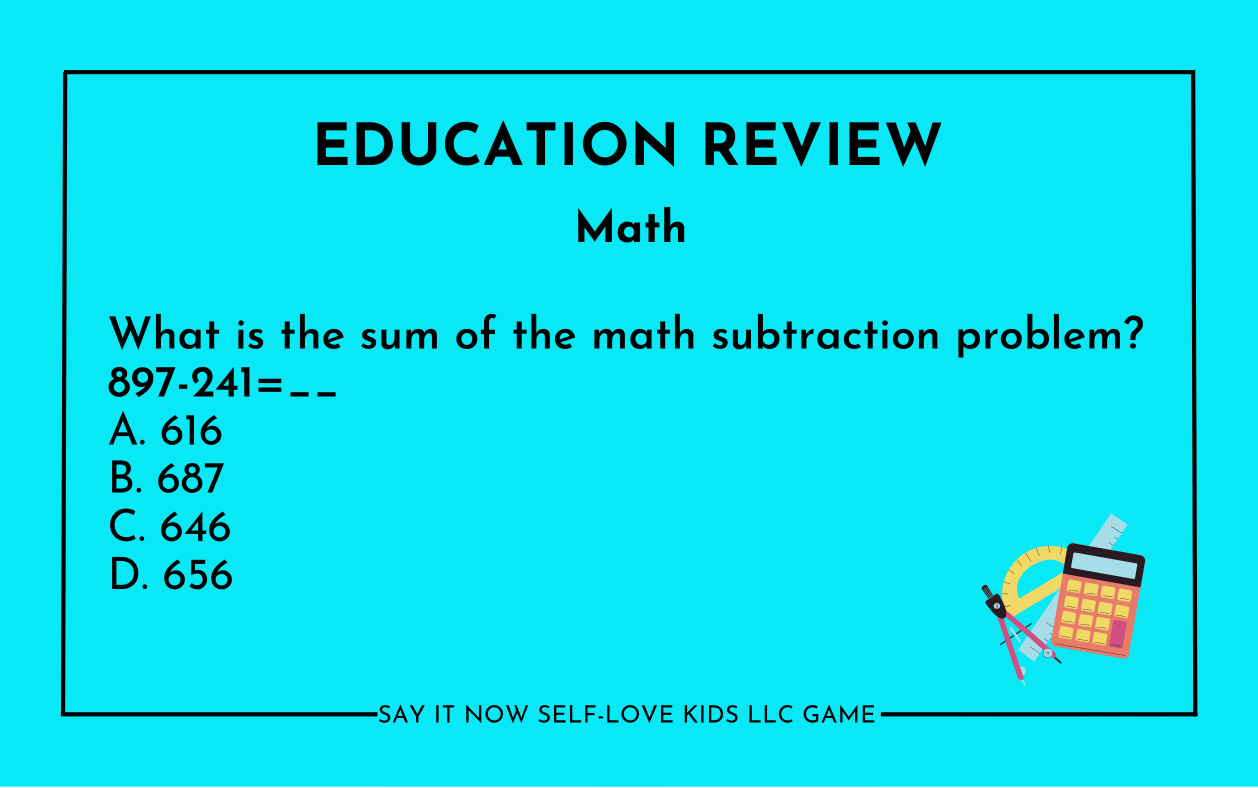 EDUCATION REVIEW
Math
What is the sum of the math subtraction problem?
897-241=__
A. 616
B. 687
C. 646
D. 656
SAY IT NOW SELF-LOVE KIDS LLC GAME